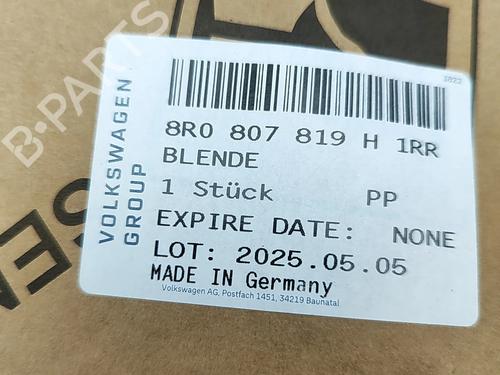 1822
8R0 807 819 H 1RR
BLENDE
1 Stück PP
EXPIRE DATE: NONE
LOT: 2025.05.05
MADE IN Germany
Volkswagen AG, Postfach 1451, 34219 Baunatal
VOLKSWAGEN
GROUP
B-PARTS